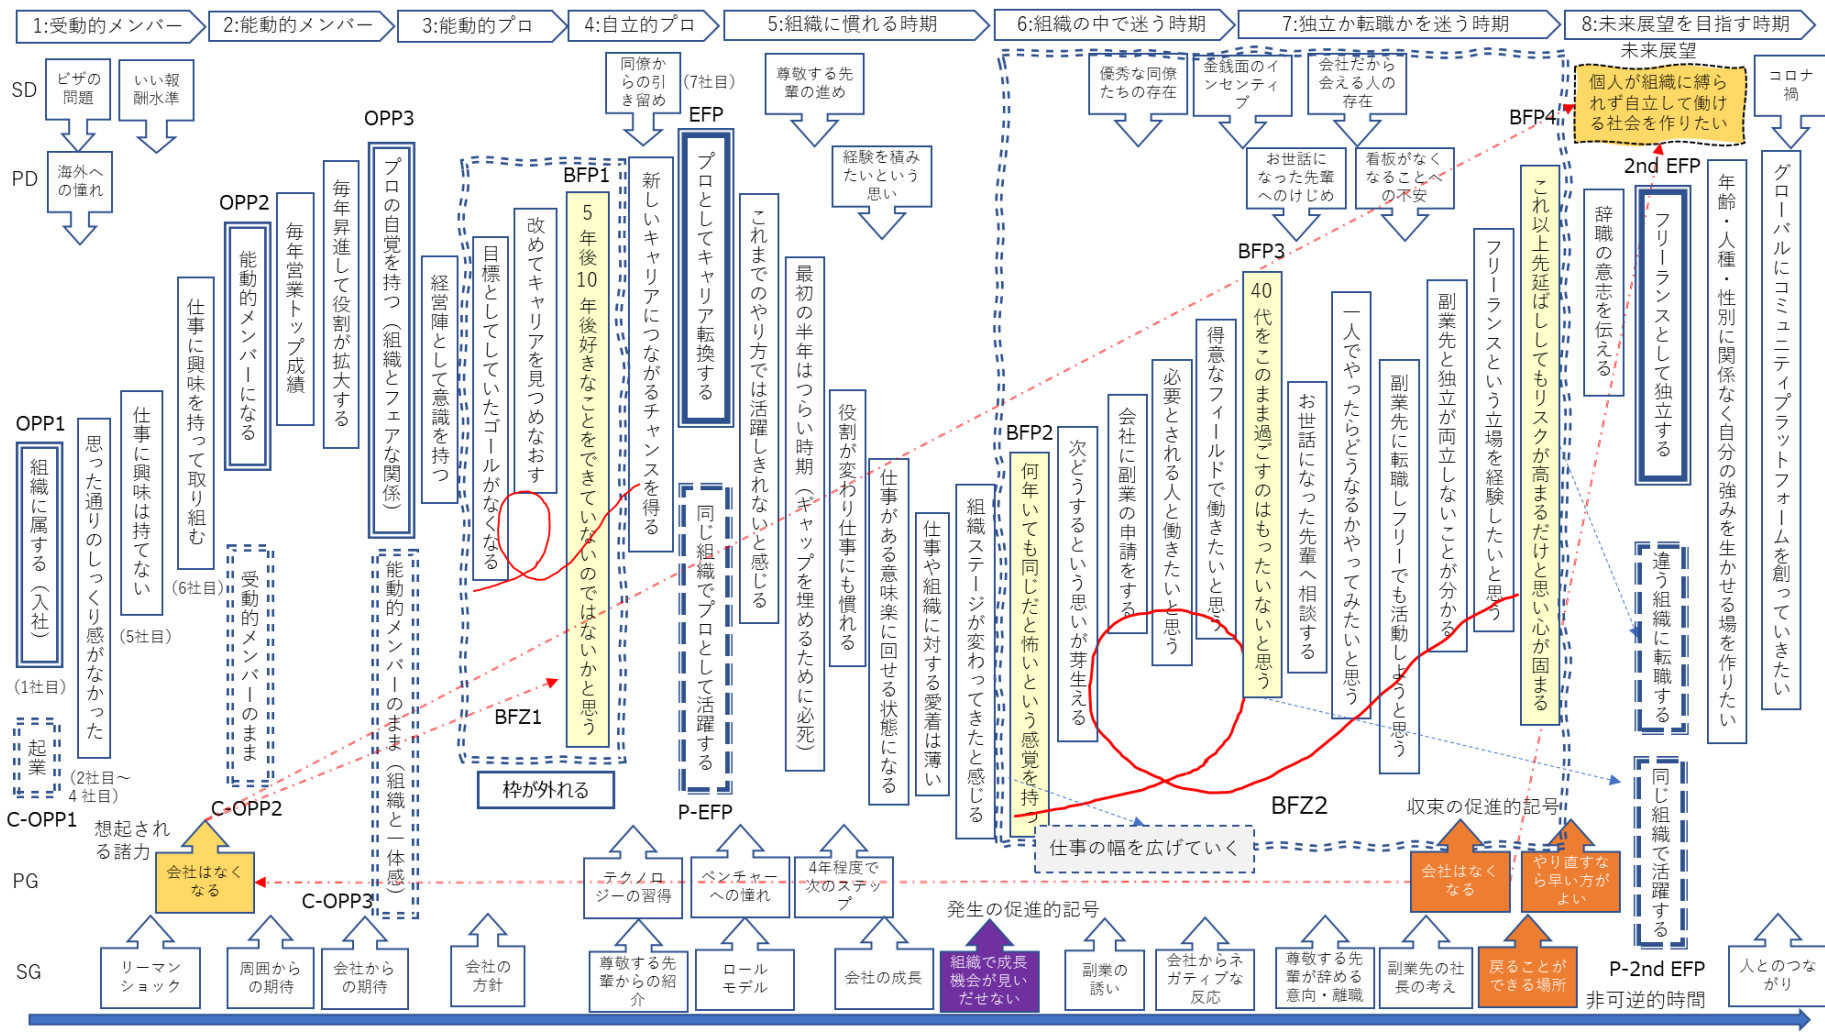 1:受動的メンバー
2:能動的メンバー
3:能動的プロ
4:自立的プロ
5:組織に慣れる時期
6:組織の中で迷う時期
7:独立か転職かを迷う時期
8:未来展望を目指す時期
SD
ビザの
問題
いい報
酬水準
同僚か
らの引
き留め
(7社目)
尊敬する先
輩の進め
優秀な同僚
たちの存在
金銭面のイ
ンセンティ
ブ
会社だから
会える人の
存在
未来展望
個人が組織に縛ら
れず自立して働け
る社会を作りたい
コロナ
禍
PD
海外へ
の憧れ
経験を積み
たいという
思い
お世話に
なった先輩
へのけじめ
看板がなく
なることへ
の不安
OPP1
組織に属する(入社)
(1社目)
起業
C-OPP1
思った通りのしっくり感がなかった
(2社目～
4社目)
仕事に興味は持てない
(5社目)
仕事に興味を持って取り組む
(6社目)
OPP2
能動的メンバーになる
受動的メンバーのまま
C-OPP2
毎年営業トップ成績
毎年昇進して役割が拡大する
OPP3
プロの自覚を持つ(組織とフェアな関係)
能動的メンバーのまま(組織と一体感)
C-OPP3
経営陣として意識を持つ
目標としてしていたゴールがなくなる
改めてキャリアを見つめなおす
BFP1
5年後10年後好きなことをできていないのではないかと思う
BFZ1
枠が外れる
新しいキャリアにつながるチャンスを得る
EFP
プロとしてキャリア転換する
同じ組織でプロとして活躍する
P-EFP
これまでのやり方では活躍しきれないと感じる
最初の半年はつらい時期(ギャップを埋めるために必死)
役割が変わり仕事にも慣れる
仕事がある意味楽に回せる状態になる
仕事や組織に対する愛着は薄い
組織ステージが変わってきたと感じる
BFP2
何年いても同じだと怖いという感覚を持つ
次どうするという思いが芽生える
会社に副業の申請をする
必要とされる人と働きたいと思う
得意なフィールドで働きたいと思う
BFP3
40代をこのまま過ごすのはもったいないと思う
お世話になった先輩へ相談する
一人でやったらどうなるかやってみたいと思う
副業先に転職しフリーでも活動しようと思う
副業先と独立が両立しないことが分かる
フリーランスという立場を経験したいと思う
BFP4
これ以上先延ばししてもリスクが高まるだけと思い心が固まる
BFZ2
仕事の幅を広げていく
辞職の意志を伝える
2nd EFP
フリーランスとして独立する
違う組織に転職する
同じ組織で活躍する
P-2nd EFP
年齢・人種・性別に関係なく自分の強みを生かせる場を作りたい
グローバルにコミュニティプラットフォームを創っていきたい
PG
想起され
る諸力
会社はなく
なる
テクノロ
ジーの習得
ベンチャー
への憧れ
4年程度で
次のステッ
プ
収束の促進的記号
会社はなく
なる
やり直すな
ら早い方が
よい
SG
リーマン
ショック
周囲から
の期待
会社から
の期待
会社の
方針
尊敬する先
輩からの紹
介
ロール
モデル
会社の成長
発生の促進的記号
組織で成長
機会が見い
だせない
副業の
誘い
会社からネ
ガティブな
反応
尊敬する先
輩が辞める
意向・離職
副業先の社
長の考え
戻ることが
できる場所
人とのつな
がり
非可逆的時間